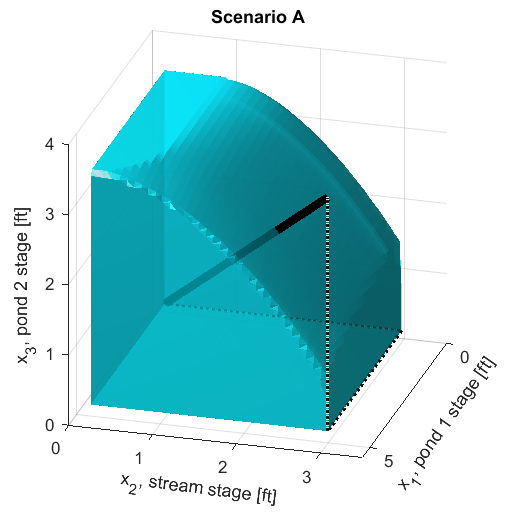 Scenario A
4
3
2
1
0
x3, pond 2 stage [ft]
0
1
2
3
x2, stream stage [ft]
0
5
x1, pond 1 stage [ft]